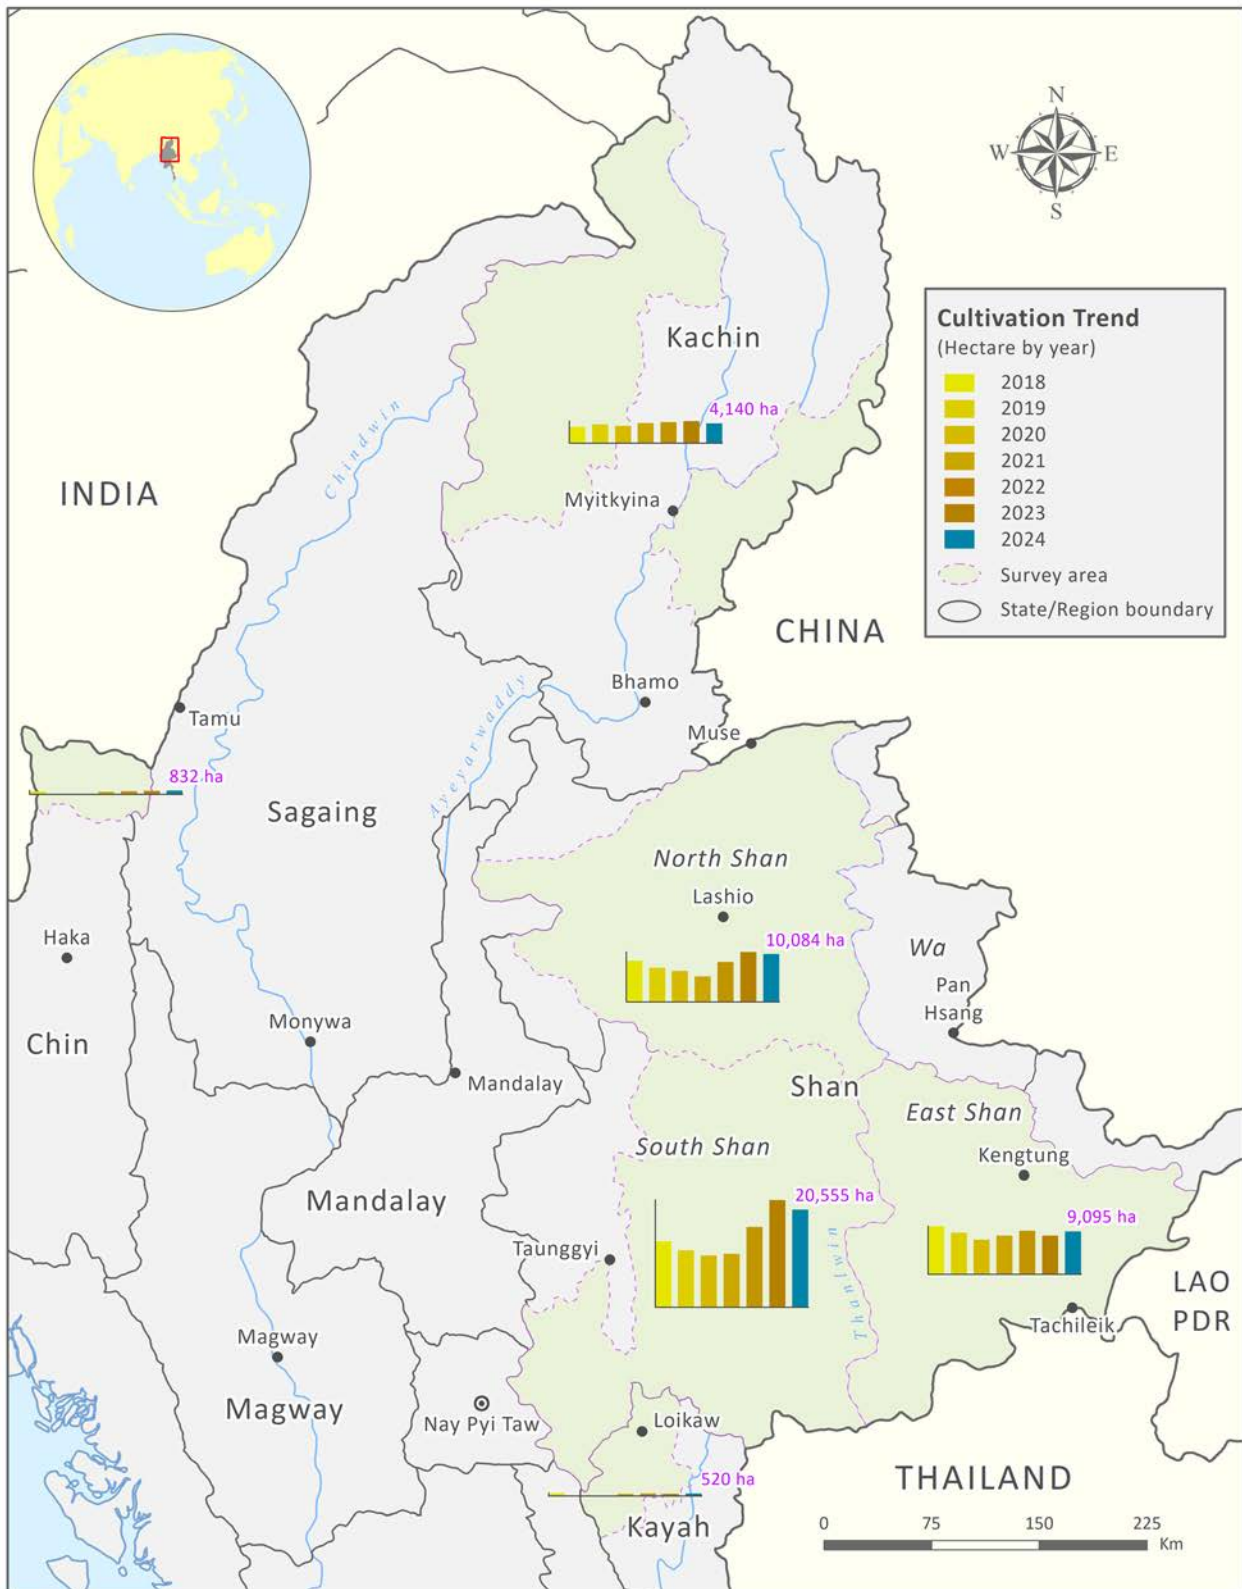 N
W E
S
Cultivation Trend
(Hectare by year)
2018
2019
2020
2021
2022
2023
2024
Survey area
State/Region boundary
Kachin
4,140 ha
Chindwin
INDIA
Myitkyina
CHINA
Bhamo
Ayeyarwaddy
Tamu
Muse
832 ha
Sagaing
North Shan
Lashio
Haka
10,084 ha
Wa
Pan
Hsang
Monywa
Chin
Mandalay
Shan
East Shan
South Shan
Kengtung
Mandalay
20,555 ha
9,095 ha
Taunggyi
Thanlwin
LAO
PDR
Tachileik
Magway
Magway
Nay Pyi Taw
Loikaw
520 ha
THAILAND
Kayah
0 75 150 225
Km